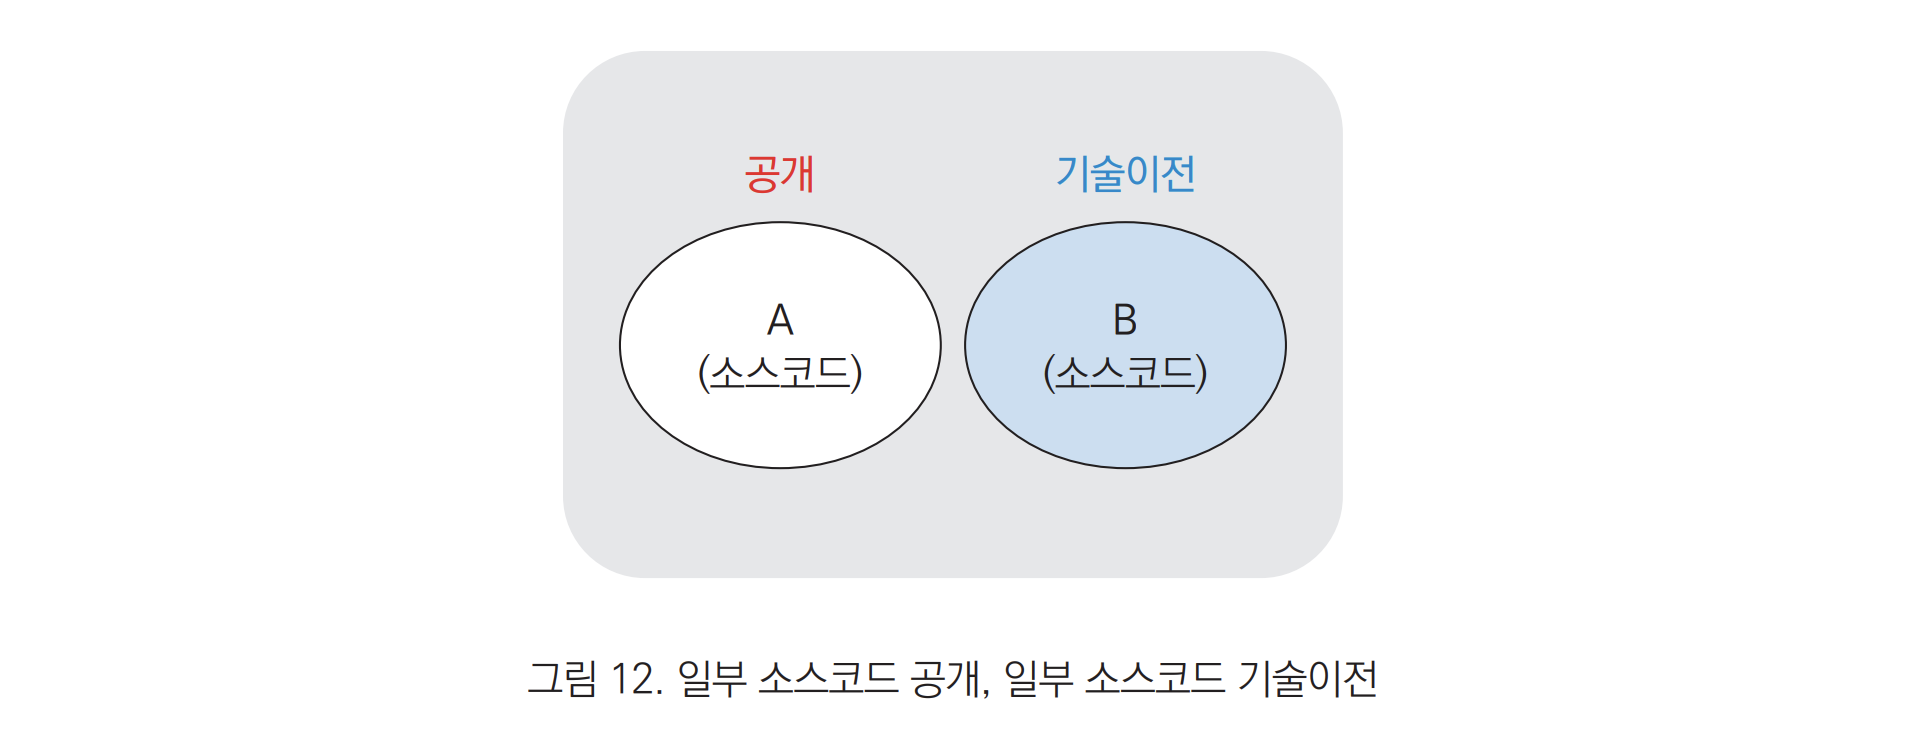 공개
기술이전
A
(소스코드)
B
(소스코드)
그림 12. 일부 소스코드 공개, 일부 소스코드 기술이전